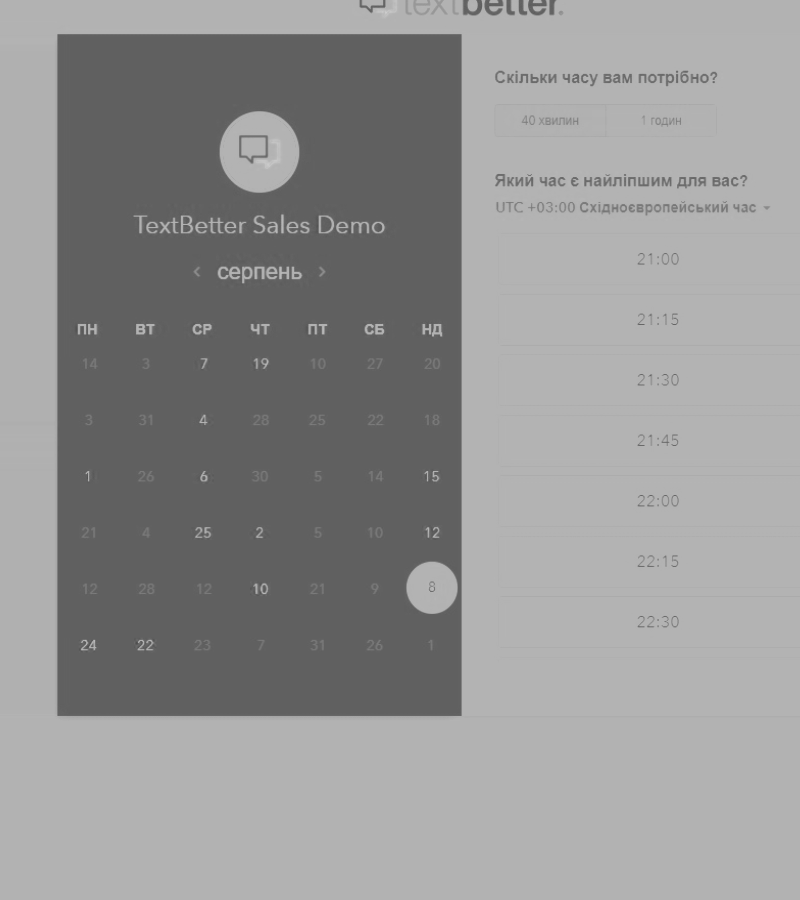 textbetter.
TextBetter Sales Demo
серпень
ПН ВТ СР ЧТ ПТ СБ НД
14 3 7 19 10 27 20
3 31 4 28 25 22 18
1 26 6 30 5 14 15
21 4 25 2 5 10 12
12 28 12 10 21 9 8
24 22 23 7 31 26 1
Скільки часу вам потрібно?
40 хвилин 1 годин
Який час є найліпшим для вас?
UTC +03:00 Східноєвропейський час
21:00
21:15
21:30
21:45
22:00
22:15
22:30